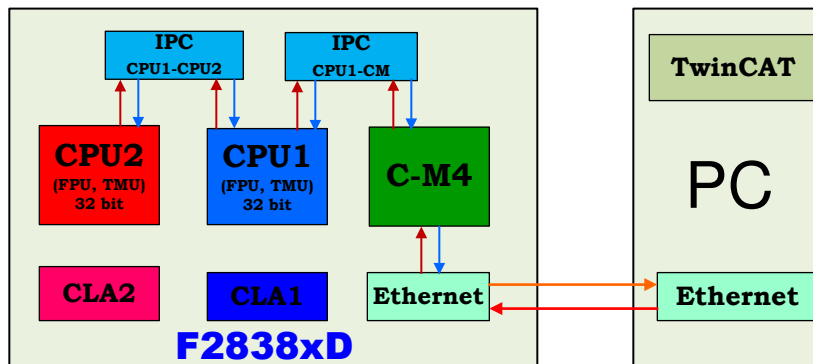 IPC
CPU1-CPU2
IPC
CPU1-CM
TwinCAT
CPU2
(FPU, TMU)
32 bit
CPU1
(FPU, TMU)
32 bit
C-M4
PC
CLA2
CLA1
Ethernet
Ethernet
F2838xD